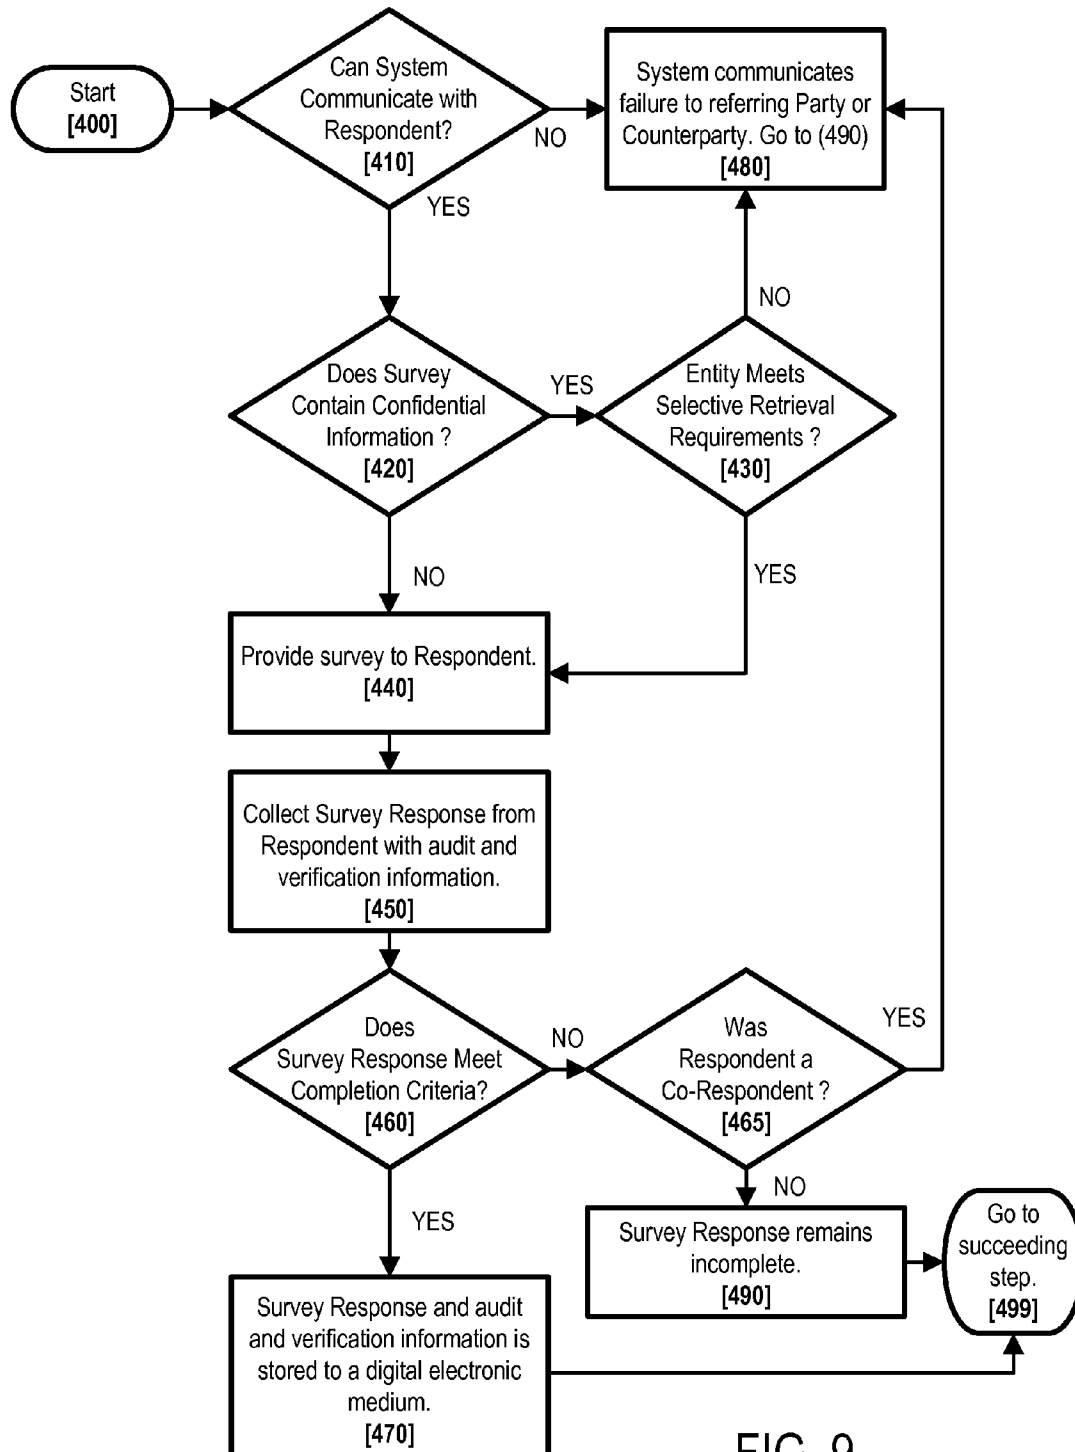 Start
[400]
Can System
Communicate with
Respondent?
[410]
NO
YES
System communicates
failure to referring Party or
Counterparty. Go to (490)
[480]
Does Survey
Contain Confidential
Information ?
[420]
YES
NO
Entity Meets
Selective Retrieval
Requirements ?
[430]
NO
YES
Provide survey to Respondent.
[440]
Collect Survey Response from
Respondent with audit and
verification information.
[450]
Does
Survey Response Meet
Completion Criteria?
[460]
NO
YES
Was
Respondent a
Co-Respondent ?
[465]
YES
NO
Survey Response remains
incomplete.
[490]
Go to
succeeding
step.
[499]
Survey Response and audit
and verification information is
stored to a digital electronic
medium.
[470]
FIG. 9